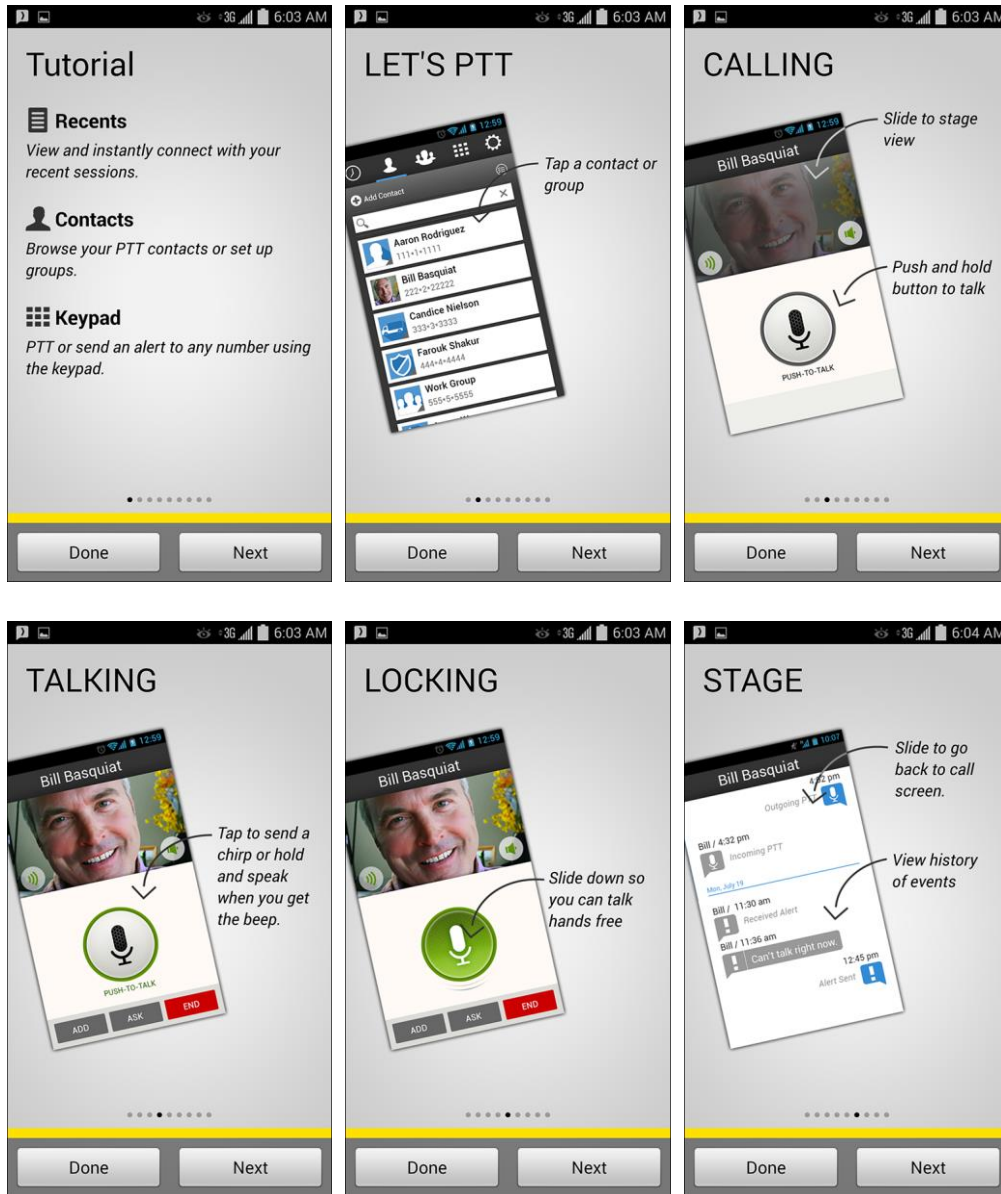 3G 6:03 AM
Tutorial
Recents
View and instantly connect with your
recent sessions.
Contacts
Browse your PTT contacts or set up
groups.
Keypad
PTT or send an alert to any number using
the keypad.
Done Next
3G 6:03 AM
LET'S PTT
12:59
Add Contact
Aaron Rodriguez
111*1*1111
Bill Basquiat
222*2*22222
Candice Nielson
333*3*3333
Farouk Shakur
444*4*4444
Work Group
555*5*5555
Tap a contact or
group
Done Next
3G 6:03 AM
CALLING
12:59
Bill Basquiat
PUSH-TO-TALK
Slide to stage
view
Push and hold
button to talk
Done Next
3G 6:03 AM
TALKING
12:59
Bill Basquiat
PUSH-TO-TALK
ADD ASK END
Tap to send a
chirp or hold
and speak
when you get
the beep.
Done Next
3G 6:03 AM
LOCKING
12:59
Bill Basquiat
ADD ASK END
Slide down so
you can talk
hands free
Done Next
3G 6:04 AM
STAGE
10:07
Bill Basquiat
pm
Outgoing
Bill / 4:32 pm
Incoming PTT
Mon, July 19
Bill / 11:30 am
Received Alert
Bill / 11:36 am
Can't talk right now.
12:45 pm
Alert Sent
Slide to go
back to call
screen.
View history
of events
Done Next